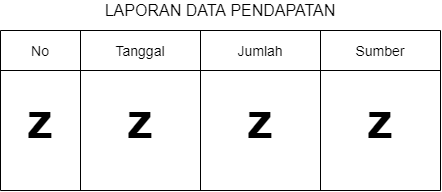 LAPORAN DATA PENDAPATAN
No Tanggal Jumlah Sumber
Z Z Z Z